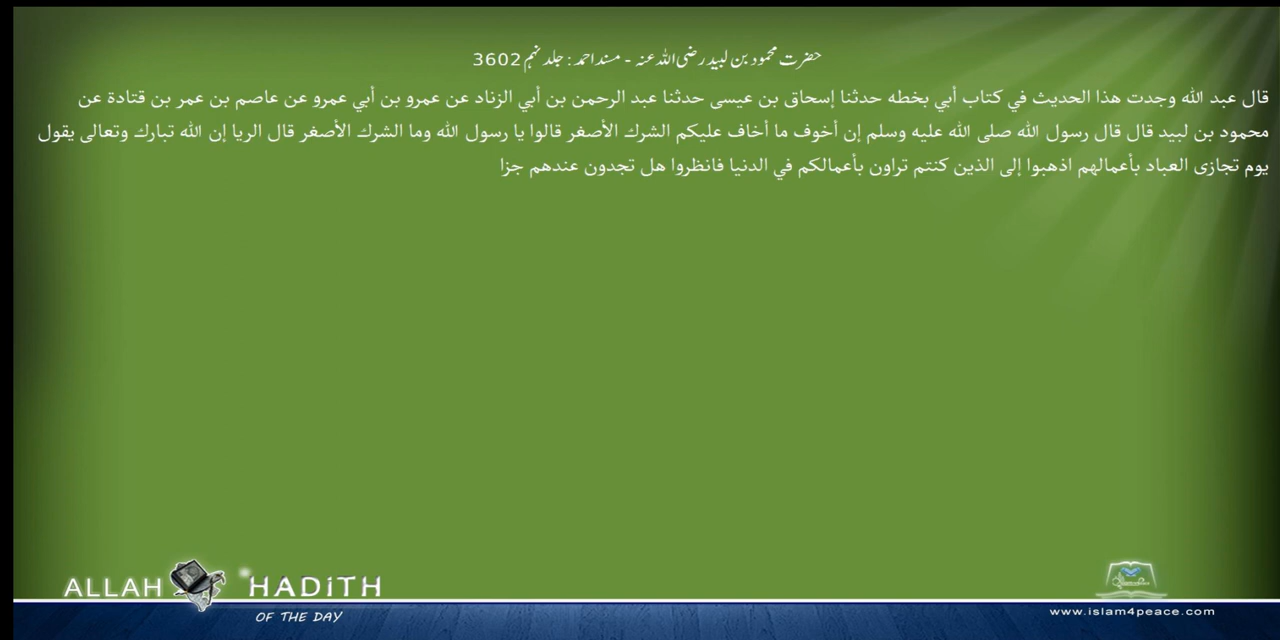 حضرت محمود بن لبید رضی اللہ عنہ - مسند احمد : جلد نہم 3602
قال عبد الله وجدت هذا الحديث في كتاب أبي بخطه حدثنا إسحاق بن عيسى حدثنا عبد الرحمن بن أبي الزناد عن عمرو بن أبي عمرو عن عاصم بن عمر بن قتادة عن
محمود بن لبيد قال قال رسول الله صلى الله عليه وسلم إن أخوف ما أخاف عليكم الشرك الأصغر قالوا يا رسول الله وما الشرك الأصغر قال الريا إن الله تبارك وتعالى يقول
يوم تجازى العباد بأعمالهم اذهبوا إلى الذين كنتم تراون بأعمالكم في الدنيا فانظروا هل تجدون عندهم جزا
ALLAH HADITH
OF THE DAY
www.islam4peace.com